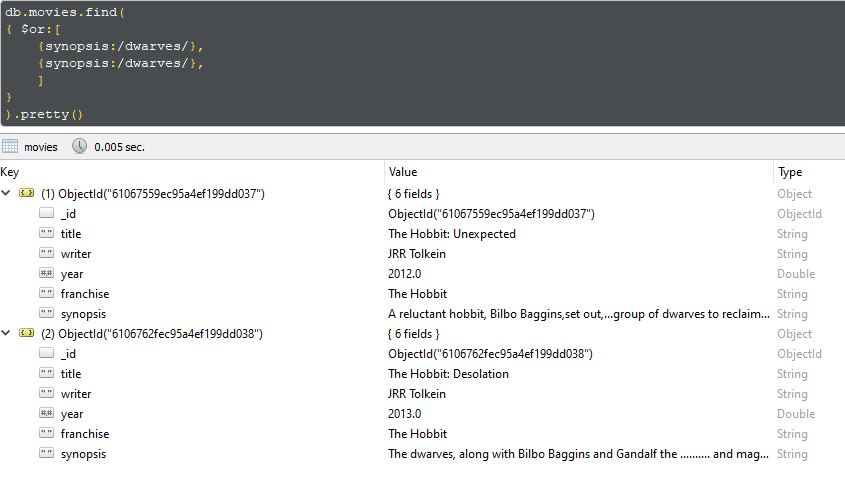 db.movies.find(
{ $or:[
{synopsis:/dwarves/},
{synopsis:/dwarves/},
]
}
).pretty()
movies 0.005 sec.
Key Value Type
(1) ObjectId("61067559ec95a4ef199dd037") { 6 fields } Object
_id ObjectId("61067559ec95a4ef199dd037") ObjectId
" " title The Hobbit: Unexpected String
" " writer JRR Tolkein String
## year 2012.0 Double
" " franchise The Hobbit String
" " synopsis A reluctant hobbit, Bilbo Baggins,set out,...group of dwarves to reclaim... String
(2) ObjectId("6106762fec95a4ef199dd038") { 6 fields } Object
_id ObjectId("6106762fec95a4ef199dd038") ObjectId
" " title The Hobbit: Desolation String
" " writer JRR Tolkein String
## year 2013.0 Double
" " franchise The Hobbit String
" " synopsis The dwarves, along with Bilbo Baggins and Gandalf the .......... and mag... String